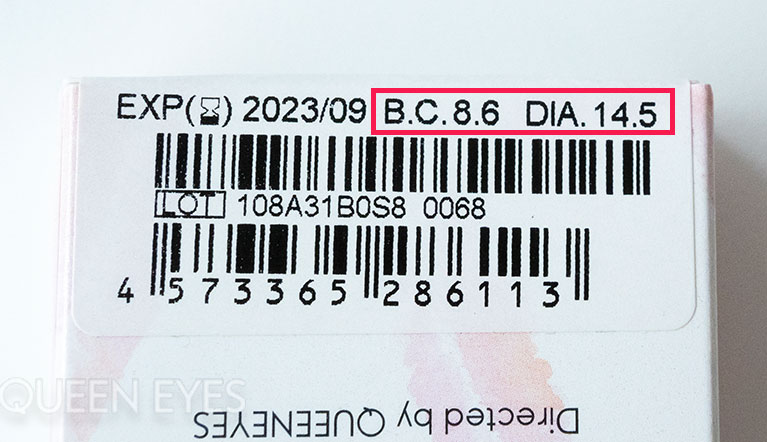 EXP(⌛) 2023/09 B.C.8.6 DIA.14.5
LOT 108A31B0S8 0068
4 573365 286113
QUEEN EYES
Directed by QUEENEYES